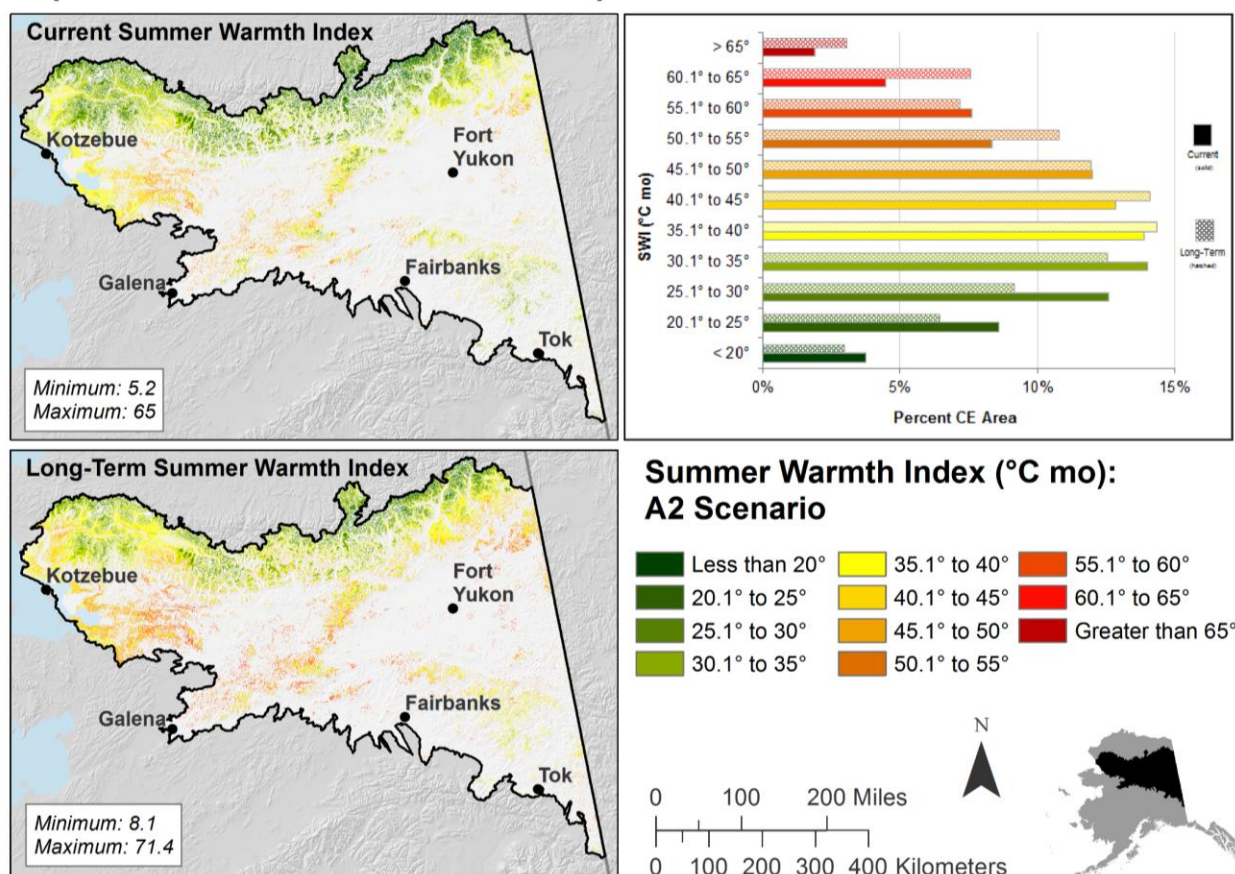 Current Summer Warmth Index
Kotzebue
Fort
Yukon
Galena
Fairbanks
Tok
Minimum: 5.2
Maximum: 65
SWI (°C mo)
> 65°
60.1° to 65°
55.1° to 60°
50.1° to 55°
45.1° to 50°
40.1° to 45°
35.1° to 40°
30.1° to 35°
25.1° to 30°
20.1° to 25°
< 20°
0% 5% 10% 15%
Percent CE Area
Current
(solid)
Long-Term
(hashed)
Long-Term Summer Warmth Index
Kotzebue
Fort
Yukon
Galena
Fairbanks
Tok
Minimum: 8.1
Maximum: 71.4
Summer Warmth Index (°C mo):
A2 Scenario
Less than 20°
20.1° to 25°
25.1° to 30°
30.1° to 35°
35.1° to 40°
40.1° to 45°
45.1° to 50°
50.1° to 55°
55.1° to 60°
60.1° to 65°
Greater than 65°
N
0 100 200 Miles
0 100 200 300 400 Kilometers